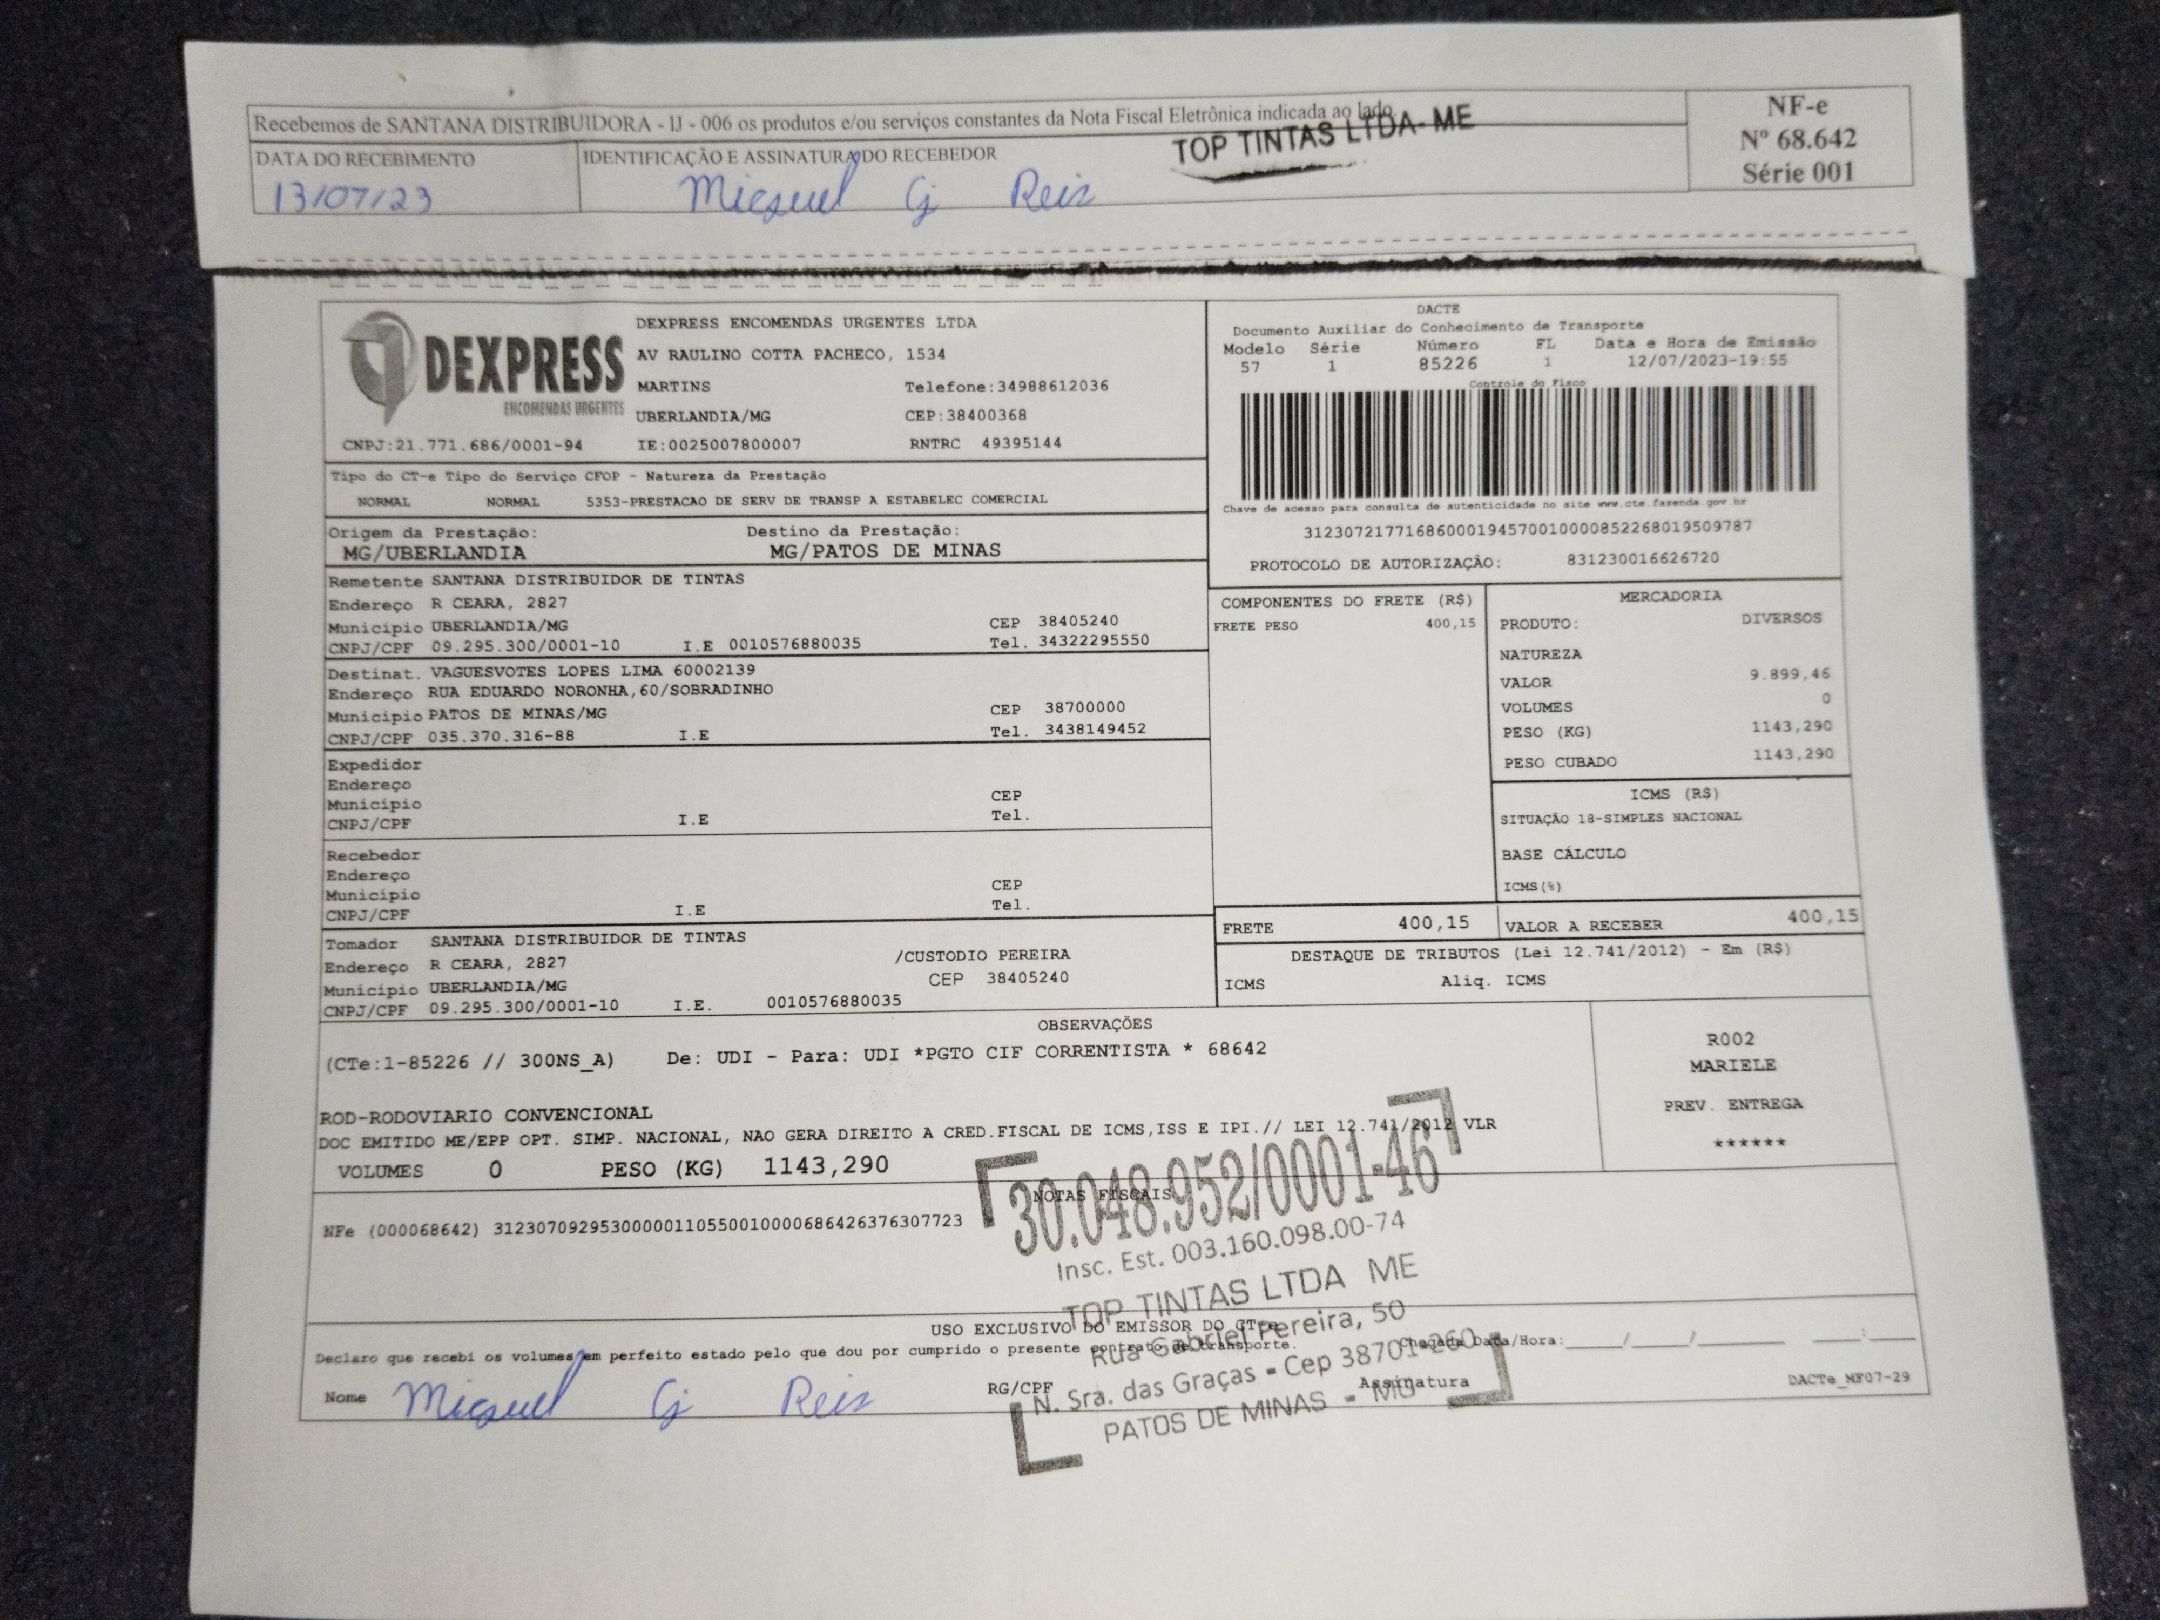 Recebemos de SANTANA DISTRIBUIDORA - IJ - 006 os produtos e/ou serviços constantes da Nota Fiscal Eletrônica indicada ao lado
TOP TINTAS LTDA-ME
NF-e
Nº 68.642
Série 001
DATA DO RECEBIMENTO
13/07/23
IDENTIFICAÇÃO E ASSINATURA DO RECEBEDOR
Reis
DEXPRESS
ENCOMENDAS URGENTES
DEXPRESS ENCOMENDAS URGENTES LTDA
AV RAULINO COTTA PACHECO, 1534
MARTINS Telefone:34988612036
UBERLANDIA/MG CEP:38400368
CNPJ:21.771.686/0001-94 IE:0025007800007 RNTRC 49395144
DACTE
Documento Auxiliar do Conhecimento de Transporte
Modelo Série Número FL Data e Hora de Emissão
57 1 85226 1 12/07/2023-19:55
Controle do Fisco
Chave de acesso para consulta de autenticidade no site www.cte.fazenda.gov.br
31230721771686000194570010000852268019509787
PROTOCOLO DE AUTORIZAÇÃO: 831230016626720
Tipo do CT-e Tipo do Serviço CFOP - Natureza da Prestação
NORMAL NORMAL 5353-PRESTACAO DE SERV DE TRANSP A ESTABELEC COMERCIAL
Origem da Prestação: Destino da Prestação:
MG/UBERLANDIA MG/PATOS DE MINAS
Remetente SANTANA DISTRIBUIDOR DE TINTAS
Endereço R CEARA, 2827
Município UBERLANDIA/MG CEP 38405240
CNPJ/CPF 09.295.300/0001-10 I.E 0010576880035 Tel. 34322295550
Destinat. VAGUESVOTES LOPES LIMA 60002139
Endereço RUA EDUARDO NORONHA,60/SOBRADINHO
Município PATOS DE MINAS/MG CEP 38700000
CNPJ/CPF 035.370.316-88 I.E Tel. 3438149452
Expedidor
Endereço
Município CEP
CNPJ/CPF I.E Tel.
Recebedor
Endereço
Município CEP
CNPJ/CPF I.E Tel.
Tomador SANTANA DISTRIBUIDOR DE TINTAS
Endereço R CEARA, 2827 /CUSTODIO PEREIRA
Município UBERLANDIA/MG CEP 38405240
CNPJ/CPF 09.295.300/0001-10 I.E. 0010576880035
COMPONENTES DO FRETE (R$)
FRETE PESO 400,15
MERCADORIA
PRODUTO: DIVERSOS
NATUREZA
VALOR 9.899,46
VOLUMES 0
PESO (KG) 1143,290
PESO CUBADO 1143,290
ICMS (R$)
SITUAÇÃO 18-SIMPLES NACIONAL
BASE CÁLCULO
ICMS(%)
FRETE 400,15 VALOR A RECEBER 400,15
DESTAQUE DE TRIBUTOS (Lei 12.741/2012) - Em (R$)
ICMS Aliq. ICMS
OBSERVAÇÕES
(CTe:1-85226 // 300NS_A) De: UDI - Para: UDI *PGTO CIF CORRENTISTA * 68642
ROD-RODOVIARIO CONVENCIONAL
DOC EMITIDO ME/EPP OPT. SIMP. NACIONAL, NAO GERA DIREITO A CRED.FISCAL DE ICMS,ISS E IPI.// LEI 12.741/2012 VLR
VOLUMES 0 PESO (KG) 1143,290
R002
MARIELE
PREV. ENTREGA
******
NOTAS FISCAIS
NFe (000068642) 31230709295300000110550010000686426376307723
30.048.952/0001-46
Insc. Est. 003.160.098.00-74
TOP TINTAS LTDA ME
Rua Gabriel Pereira, 50
N. Sra. das Graças - Cep 38701-260
PATOS DE MINAS - MG
USO EXCLUSIVO DO EMISSOR DO CTe
Declaro que recebi os volumes em perfeito estado pelo que dou por cumprido o presente contrato de transporte. Chegada Data/Hora:____/____/______ ____:____
Nome Reis RG/CPF Assinatura
DACTe_MF07-29